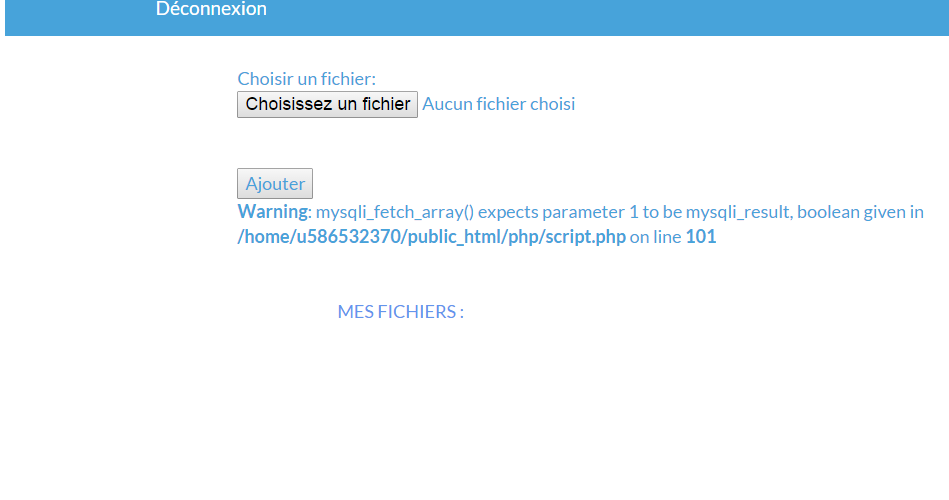 Déconnexion
Choisir un fichier:
Choisissez un fichier Aucun fichier choisi
Ajouter
Warning: mysqli_fetch_array() expects parameter 1 to be mysqli_result, boolean given in
/home/u586532370/public_html/php/script.php on line 101
MES FICHIERS :